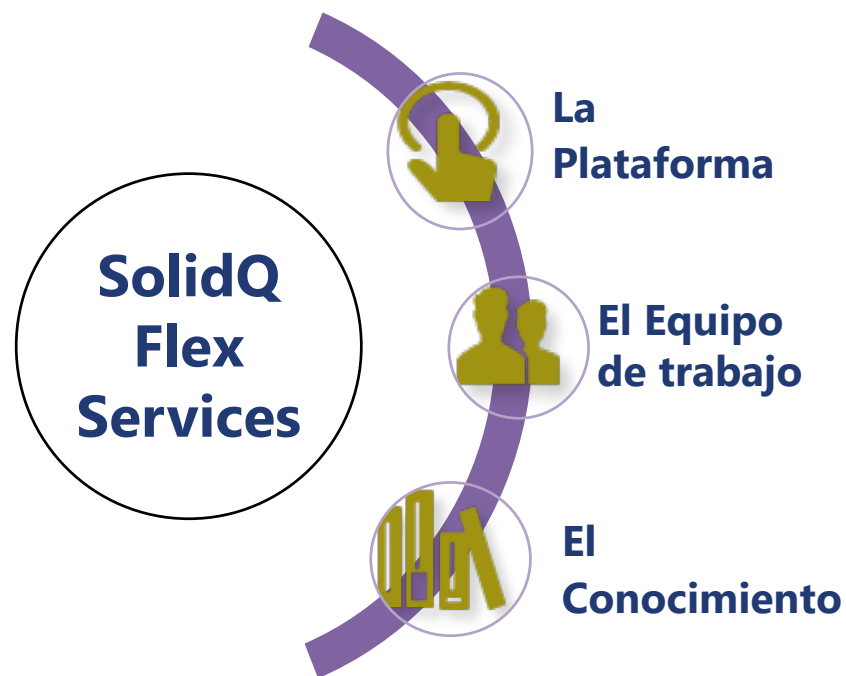 SolidQ
Flex
Services
La
Plataforma
El Equipo
de trabajo
El
Conocimiento